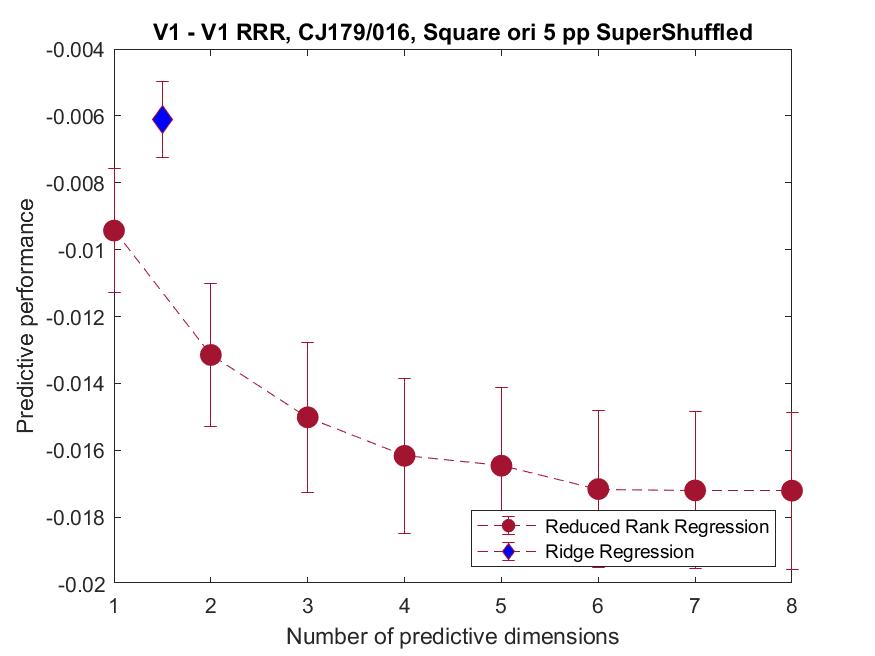 V1 - V1 RRR, CJ179/016, Square ori 5 pp SuperShuffled
-0.004
-0.006
-0.008
-0.01
-0.012
-0.014
-0.016
-0.018
-0.02
Predictive performance
Reduced Rank Regression
Ridge Regression
1 2 3 4 5 6 7 8
Number of predictive dimensions